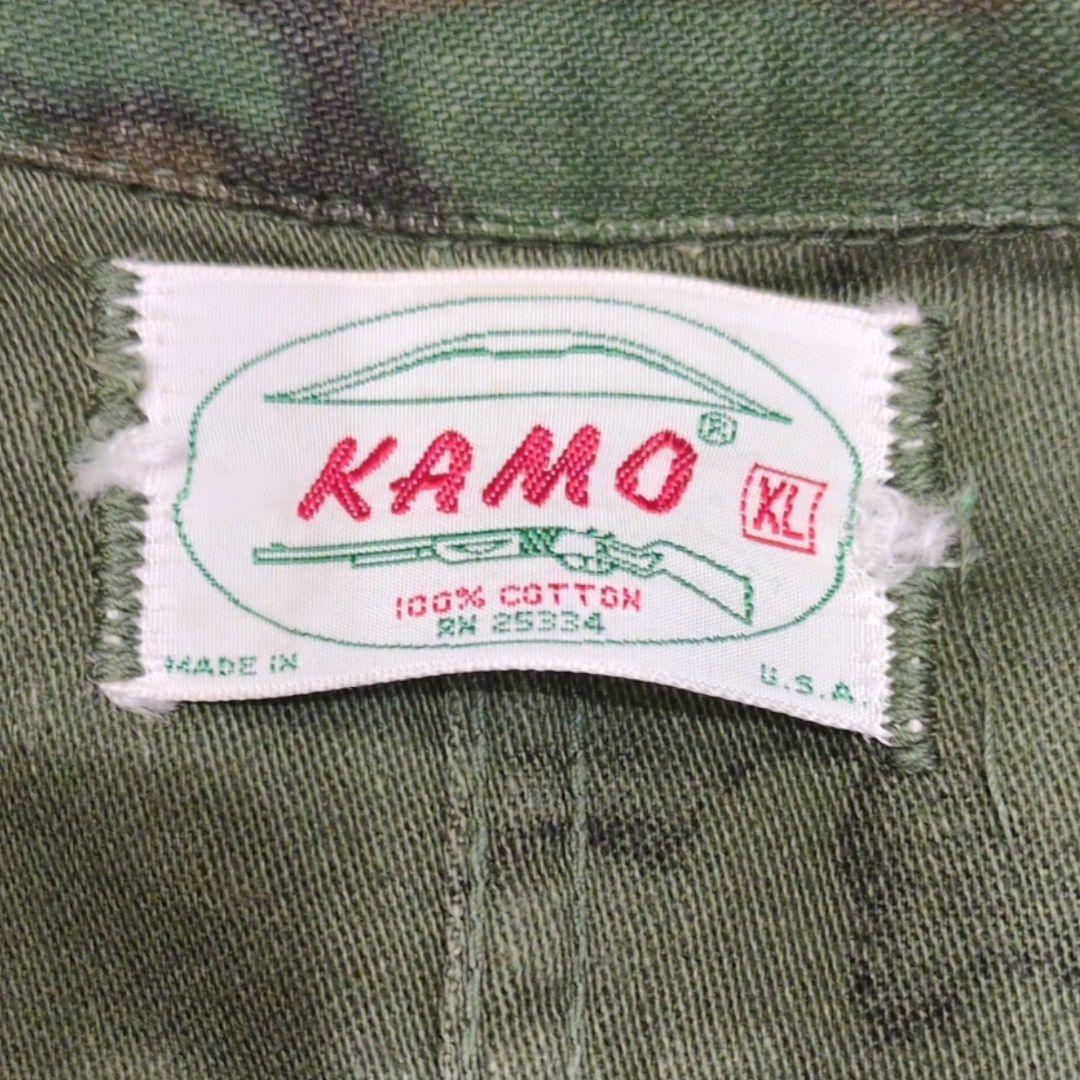 KAMO®
XL
100% COTTON
RN 25334
MADE IN U.S.A.